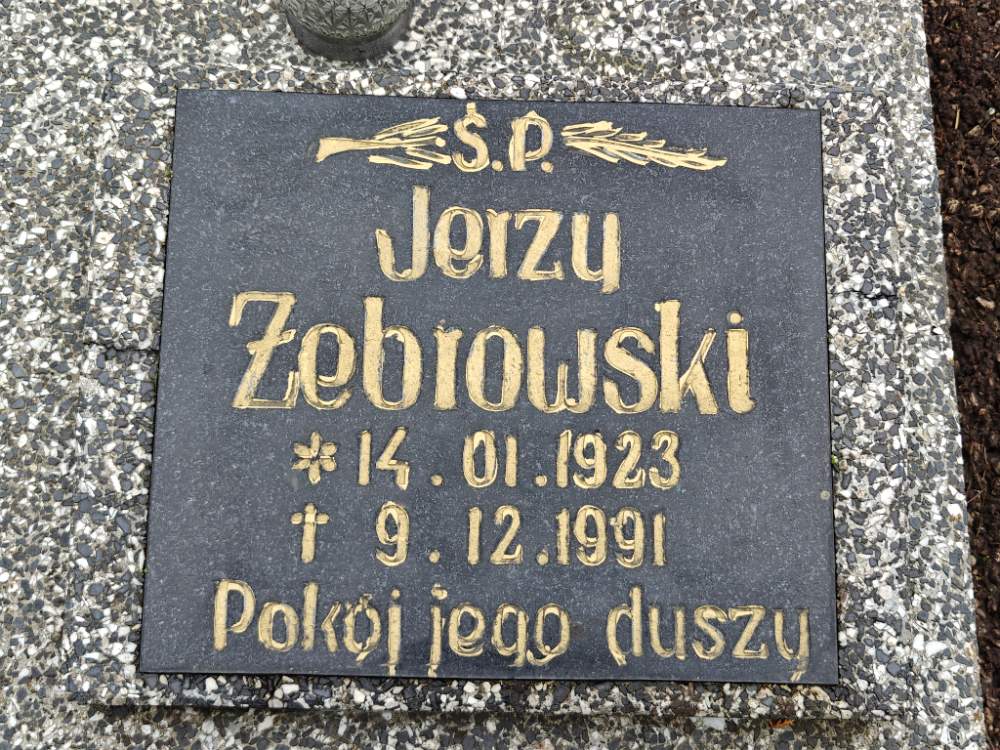 Ś.P.
Jerzy
Żebrowski
* 14.01.1923
† 9.12.1991
Pokój jego duszy